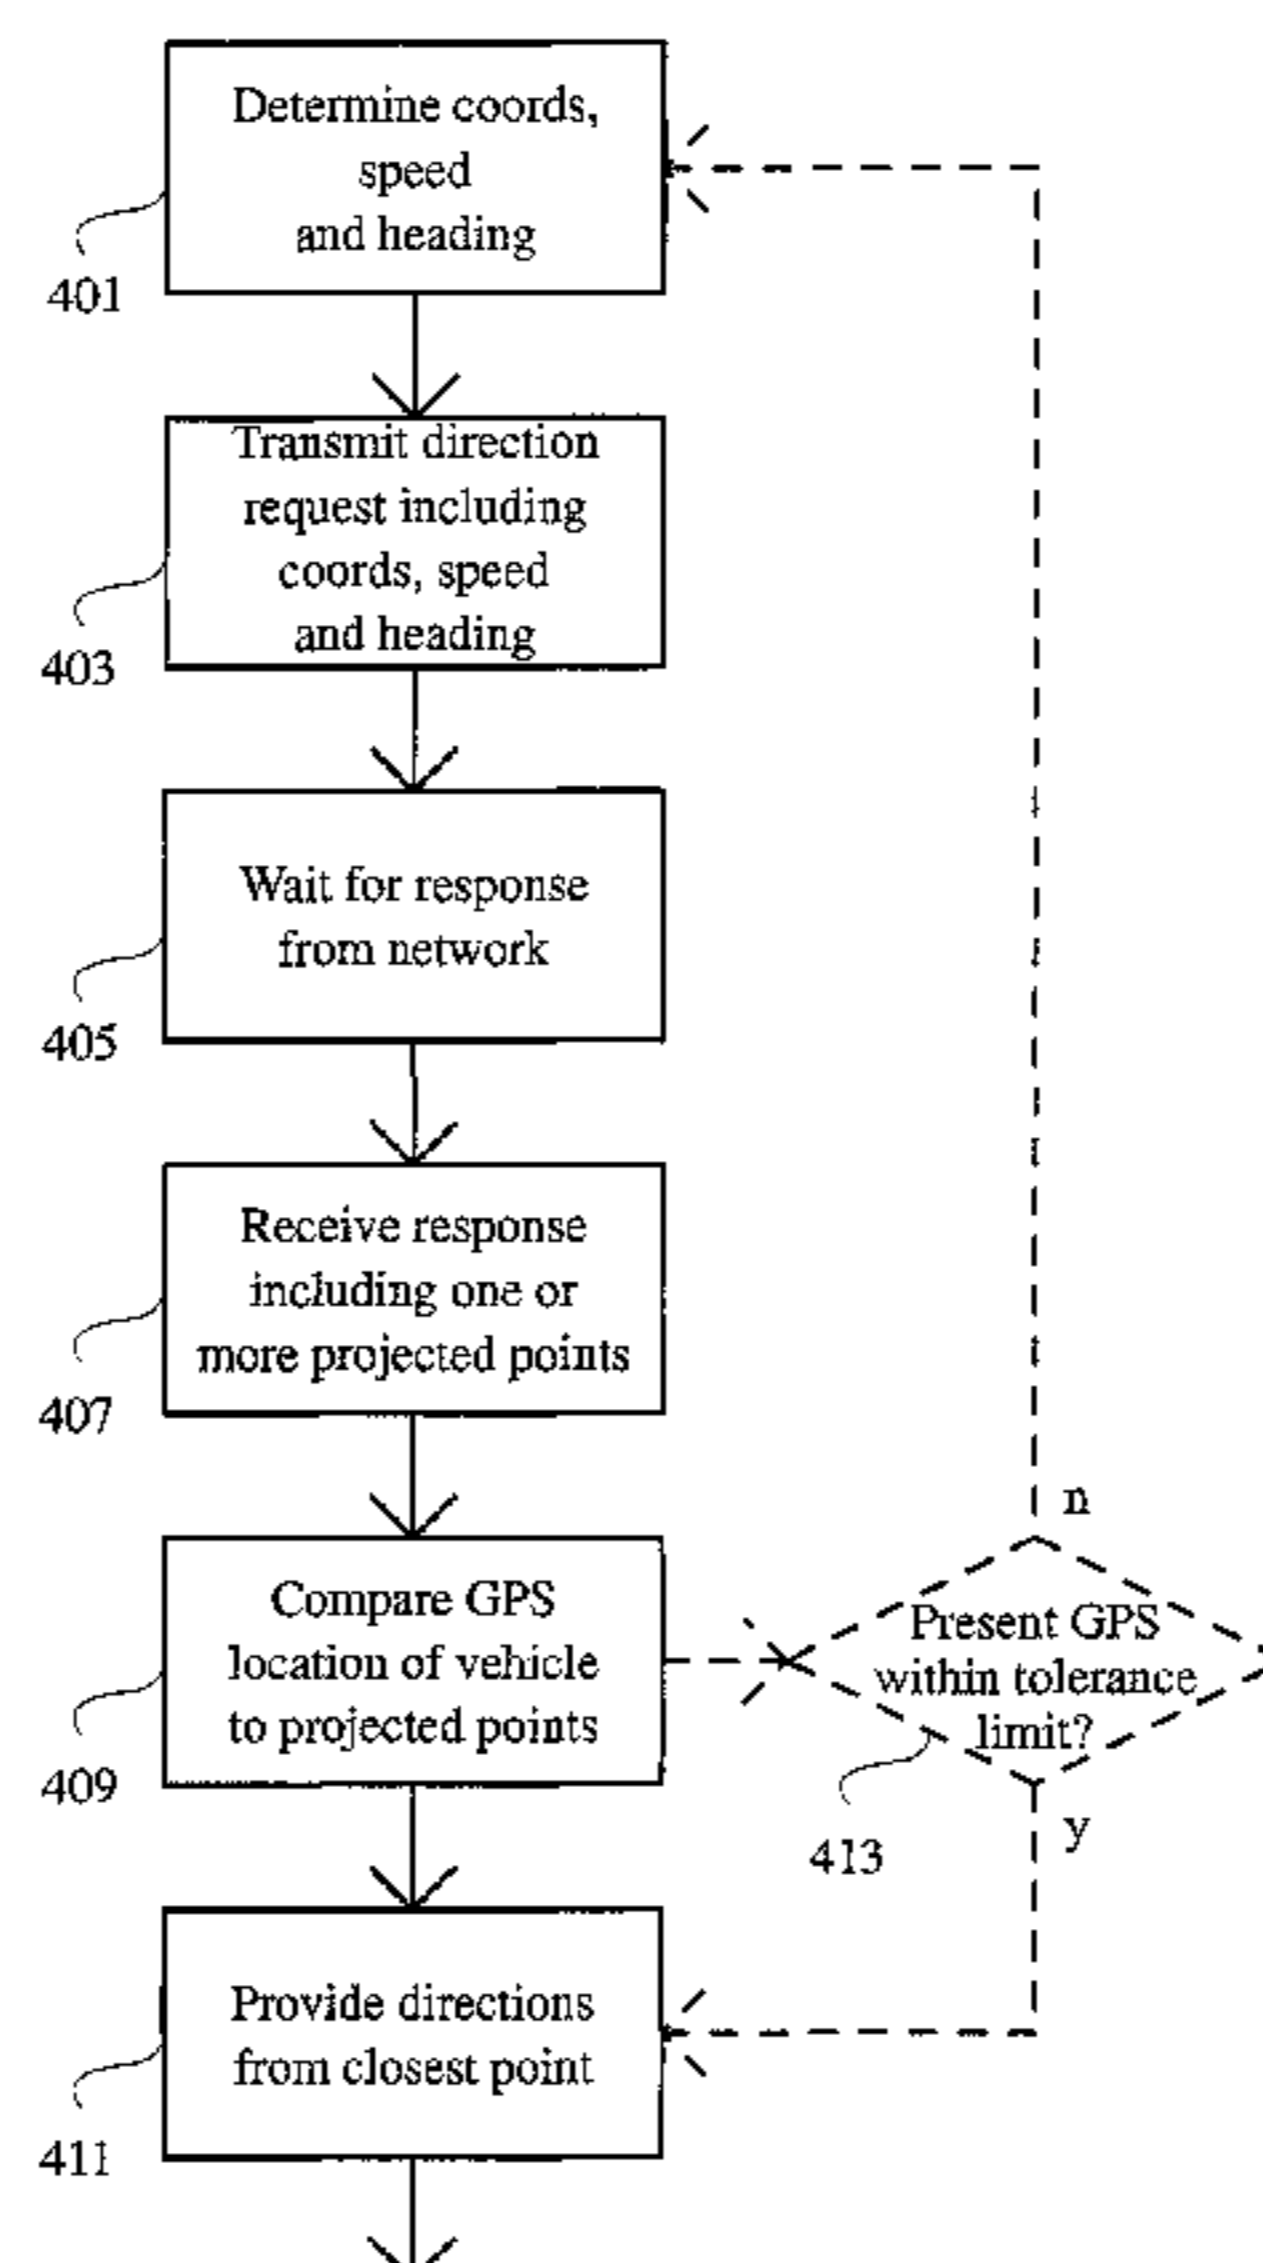 Determine coords,
speed
and heading
401
Transmit direction
request including
coords, speed
and heading
403
Wait for response
from network
405
Receive response
including one or
more projected points
407
n
Compare GPS
location of vehicle
to projected points
409
Present GPS
within tolerance
limit?
413
y
Provide directions
from closest point
411